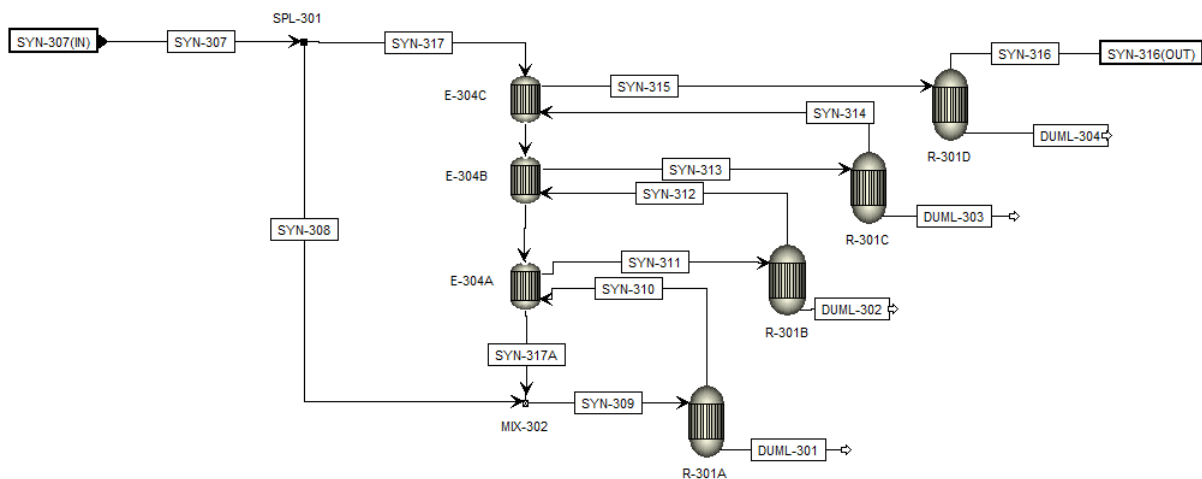 SPL-301
SYN-307(IN)
SYN-307
SYN-317
SYN-316
SYN-316(OUT)
E-304C
SYN-315
SYN-314
DUML-304
R-301D
E-304B
SYN-313
SYN-312
DUML-303
R-301C
SYN-308
E-304A
SYN-311
SYN-310
DUML-302
R-301B
SYN-317A
SYN-309
MIX-302
DUML-301
R-301A